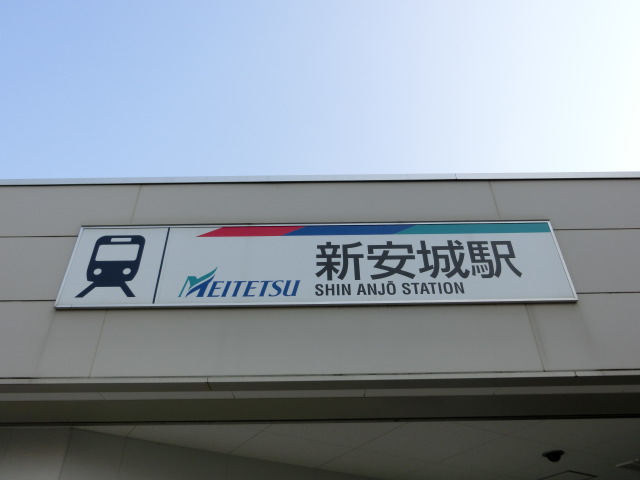 新安城駅
MEITETSU SHIN ANJŌ STATION